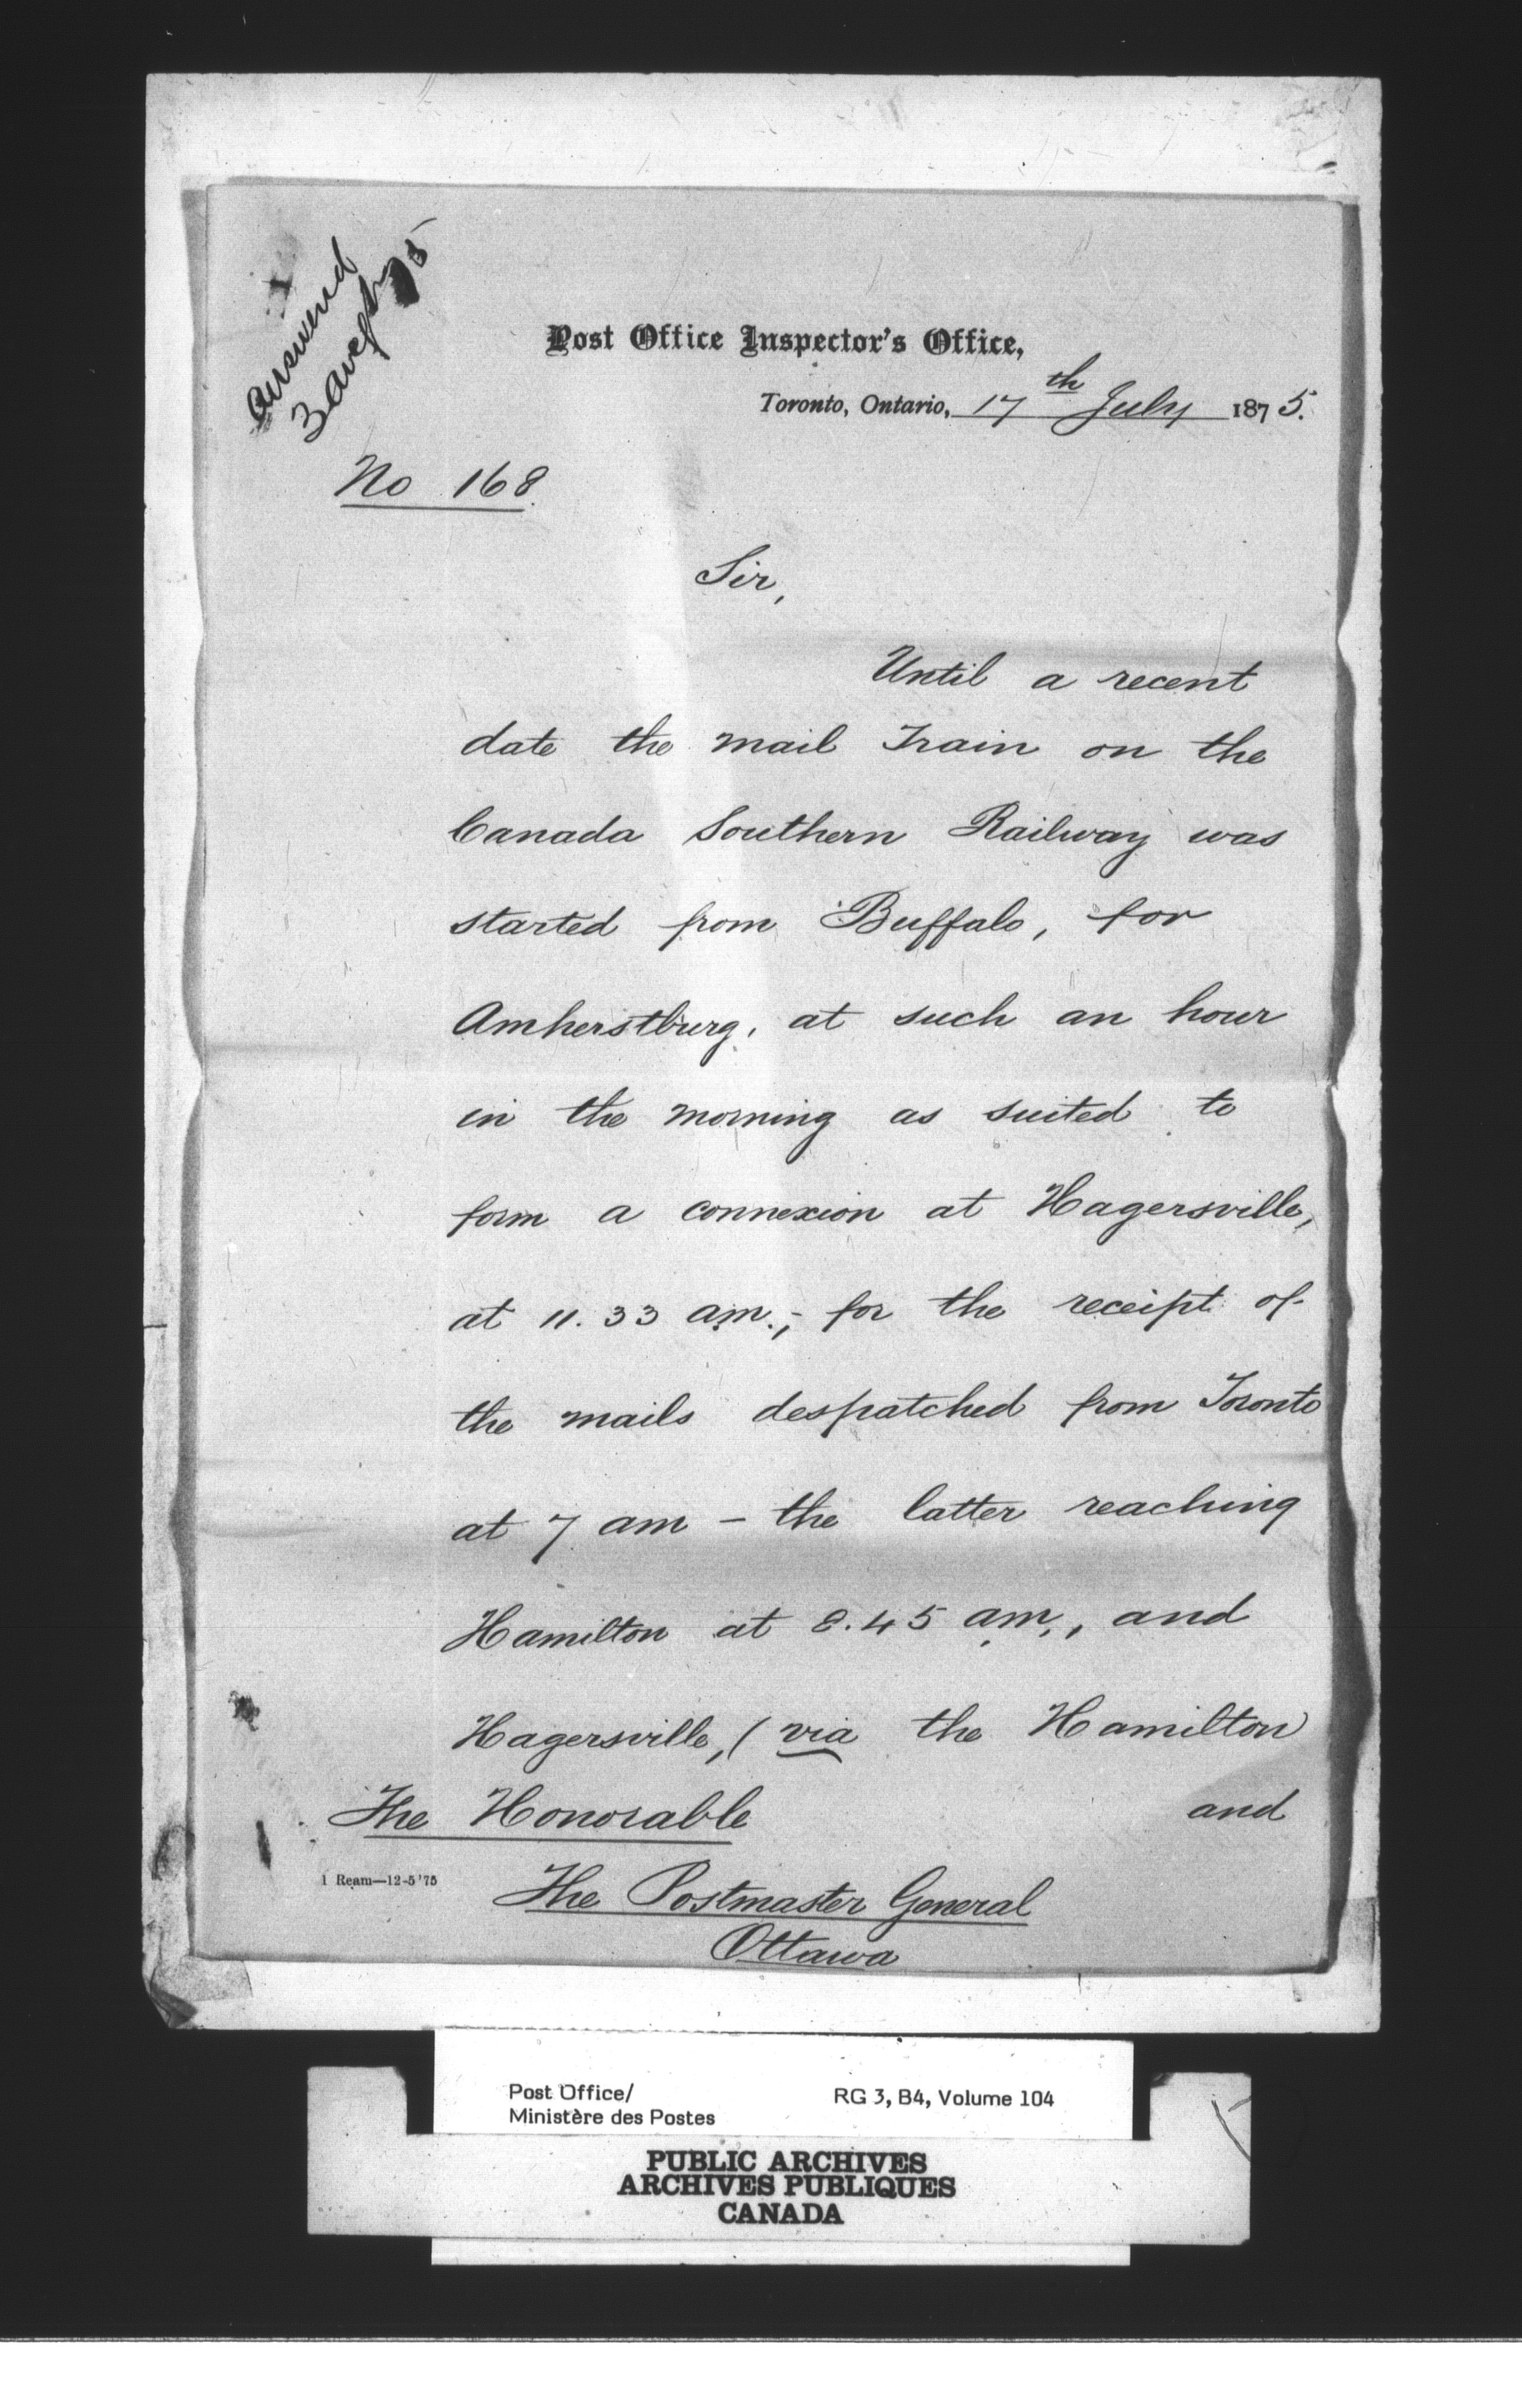 Answered
3 Augt 75
Post Office Inspector's Office,
Toronto, Ontario, 17th July 1875.
No 168.
Sir,
Until a recent
date the mail Train on the
Canada Southern Railway was
started from Buffalo, for
Amherstburg, at such an hour
in the morning as suited to
form a connexion at Hagersville,
at 11.33 am.,- for the receipt of
the mails despatched from Toronto
at 7 am - the latter reaching
Hamilton at 8.45 am., and
Hagersville, (via the Hamilton
and
The Honorable
The Postmaster General
Ottawa
1 Ream—12-5'75
Post Office/
Ministère des Postes
RG 3, B4, Volume 104
PUBLIC ARCHIVES
ARCHIVES PUBLIQUES
CANADA